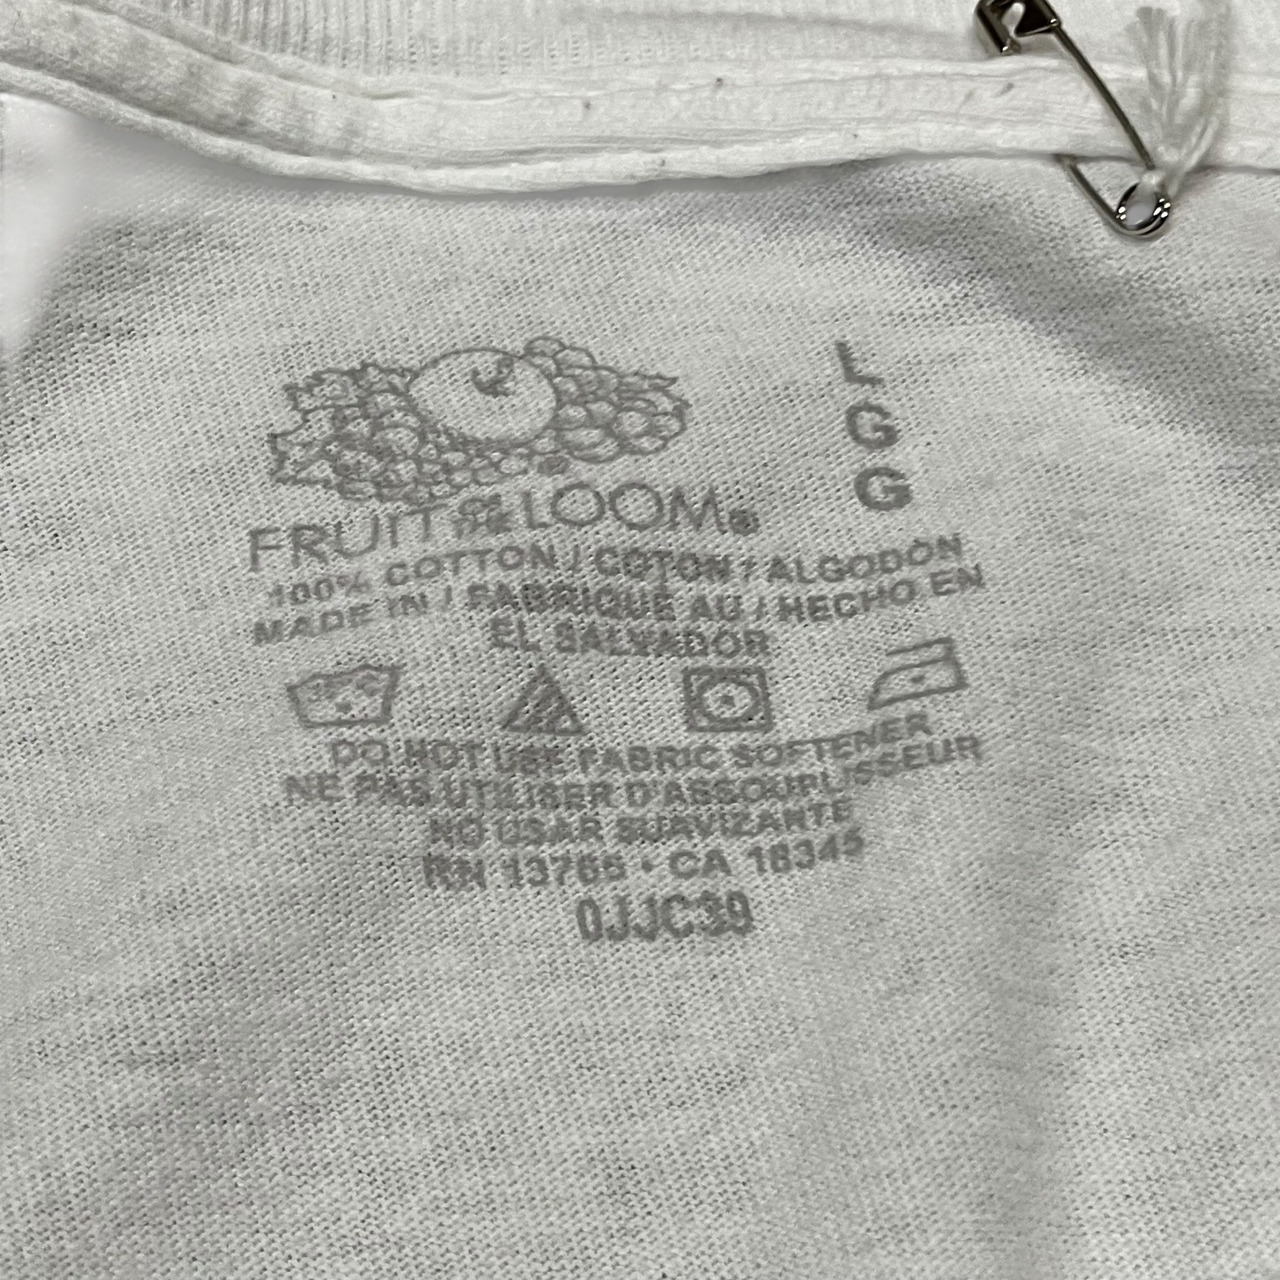 L
G
G
FRUIT OF THE LOOM®
100% COTTON / COTON / ALGODÓN
MADE IN / FABRIQUÉ AU / HECHO EN
EL SALVADOR
DO NOT USE FABRIC SOFTENER
NE PAS UTILISER D'ASSOUPLISSEUR
NO USAR SUAVIZANTE
RN 13765 • CA 18345
0JJC39